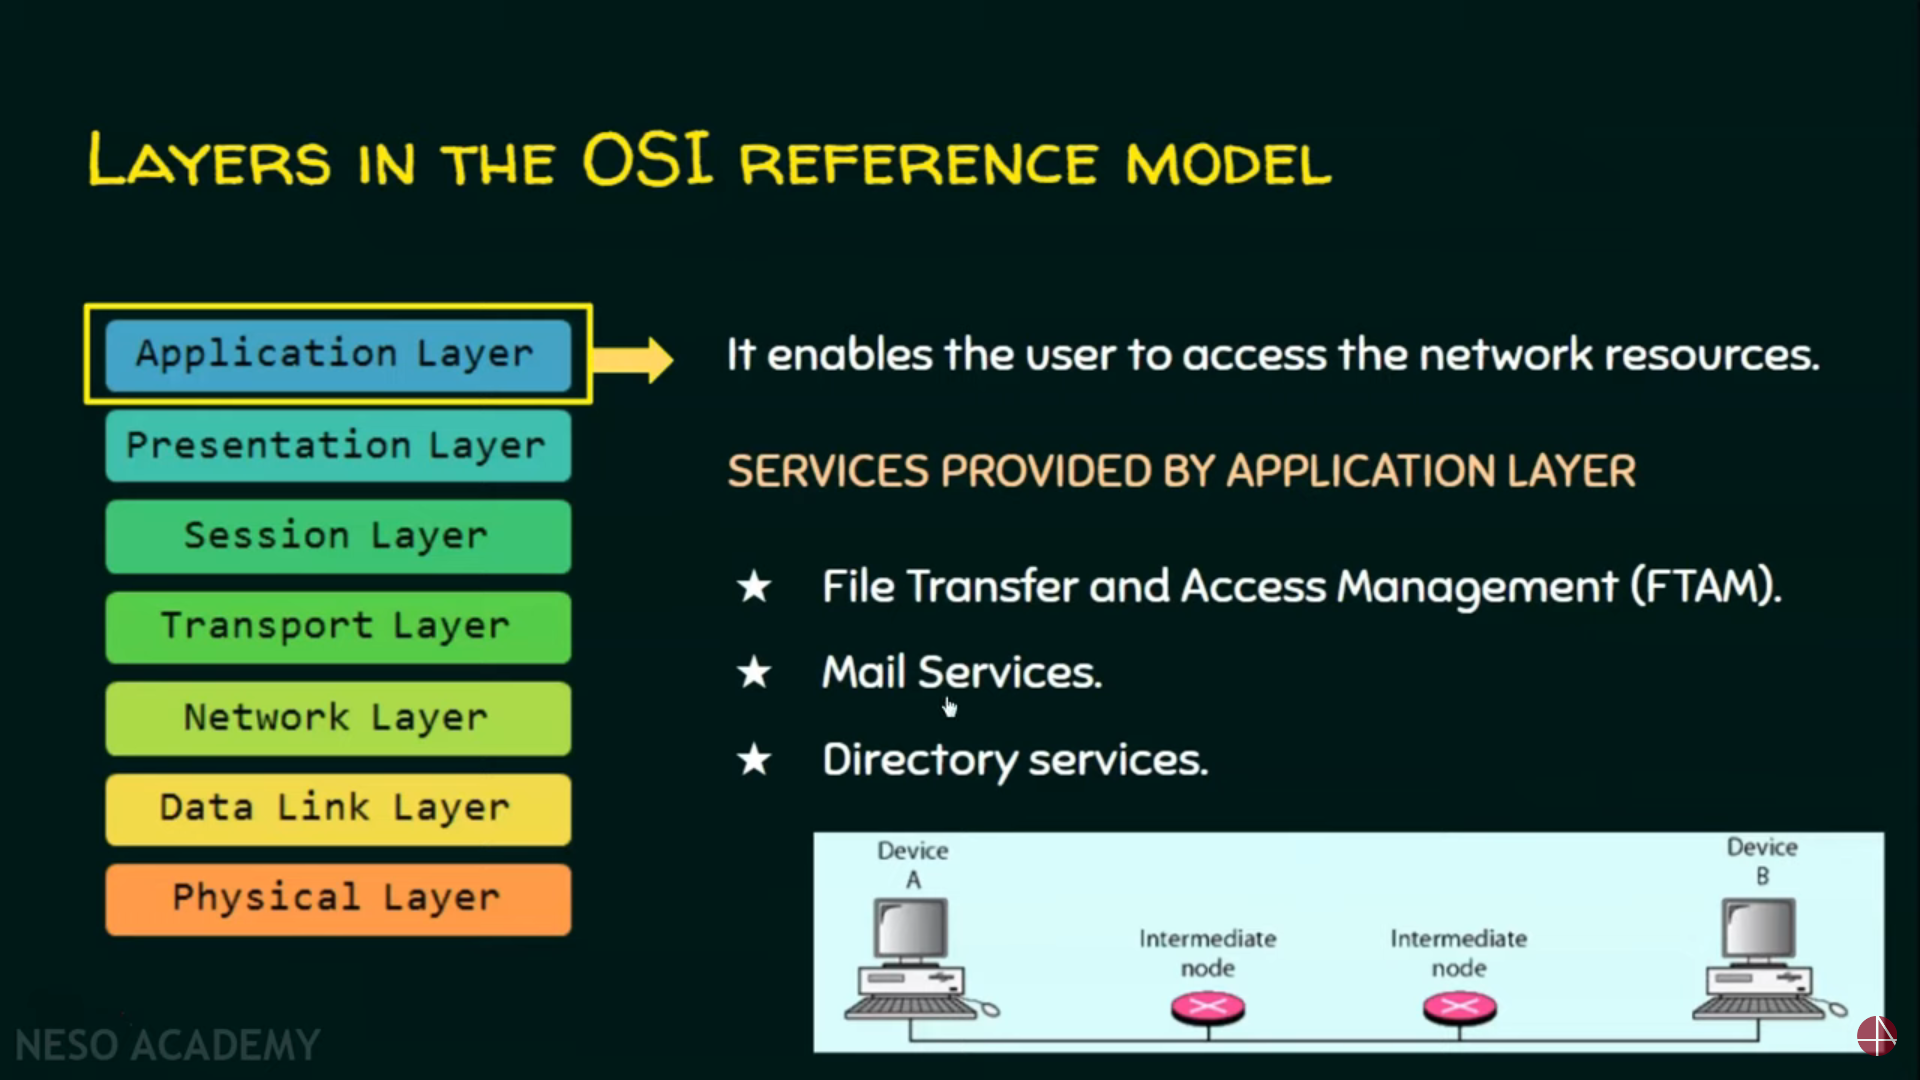 LAYERS IN THE OSI REFERENCE MODEL
Application Layer
Presentation Layer
Session Layer
Transport Layer
Network Layer
Data Link Layer
Physical Layer
It enables the user to access the network resources.
SERVICES PROVIDED BY APPLICATION LAYER
★ File Transfer and Access Management (FTAM).
★ Mail Services.
★ Directory services.
Device
A
Intermediate
node
Intermediate
node
Device
B
NESO ACADEMY